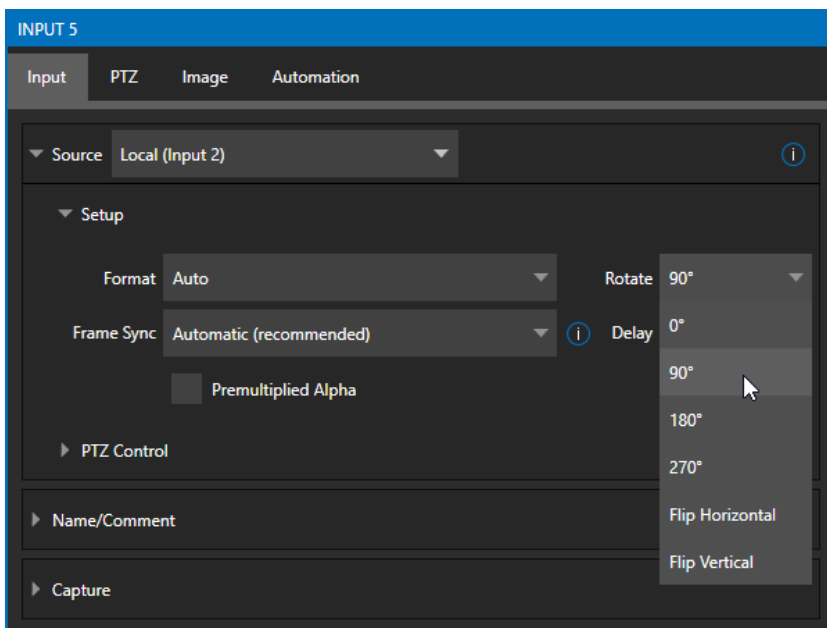 INPUT 5
Input PTZ Image Automation
Source Local (Input 2) i
Setup
Format Auto Rotate 90°
Frame Sync Automatic (recommended) i Delay 0°
90°
Premultiplied Alpha
180°
PTZ Control
270°
Name/Comment Flip Horizontal
Flip Vertical
Capture